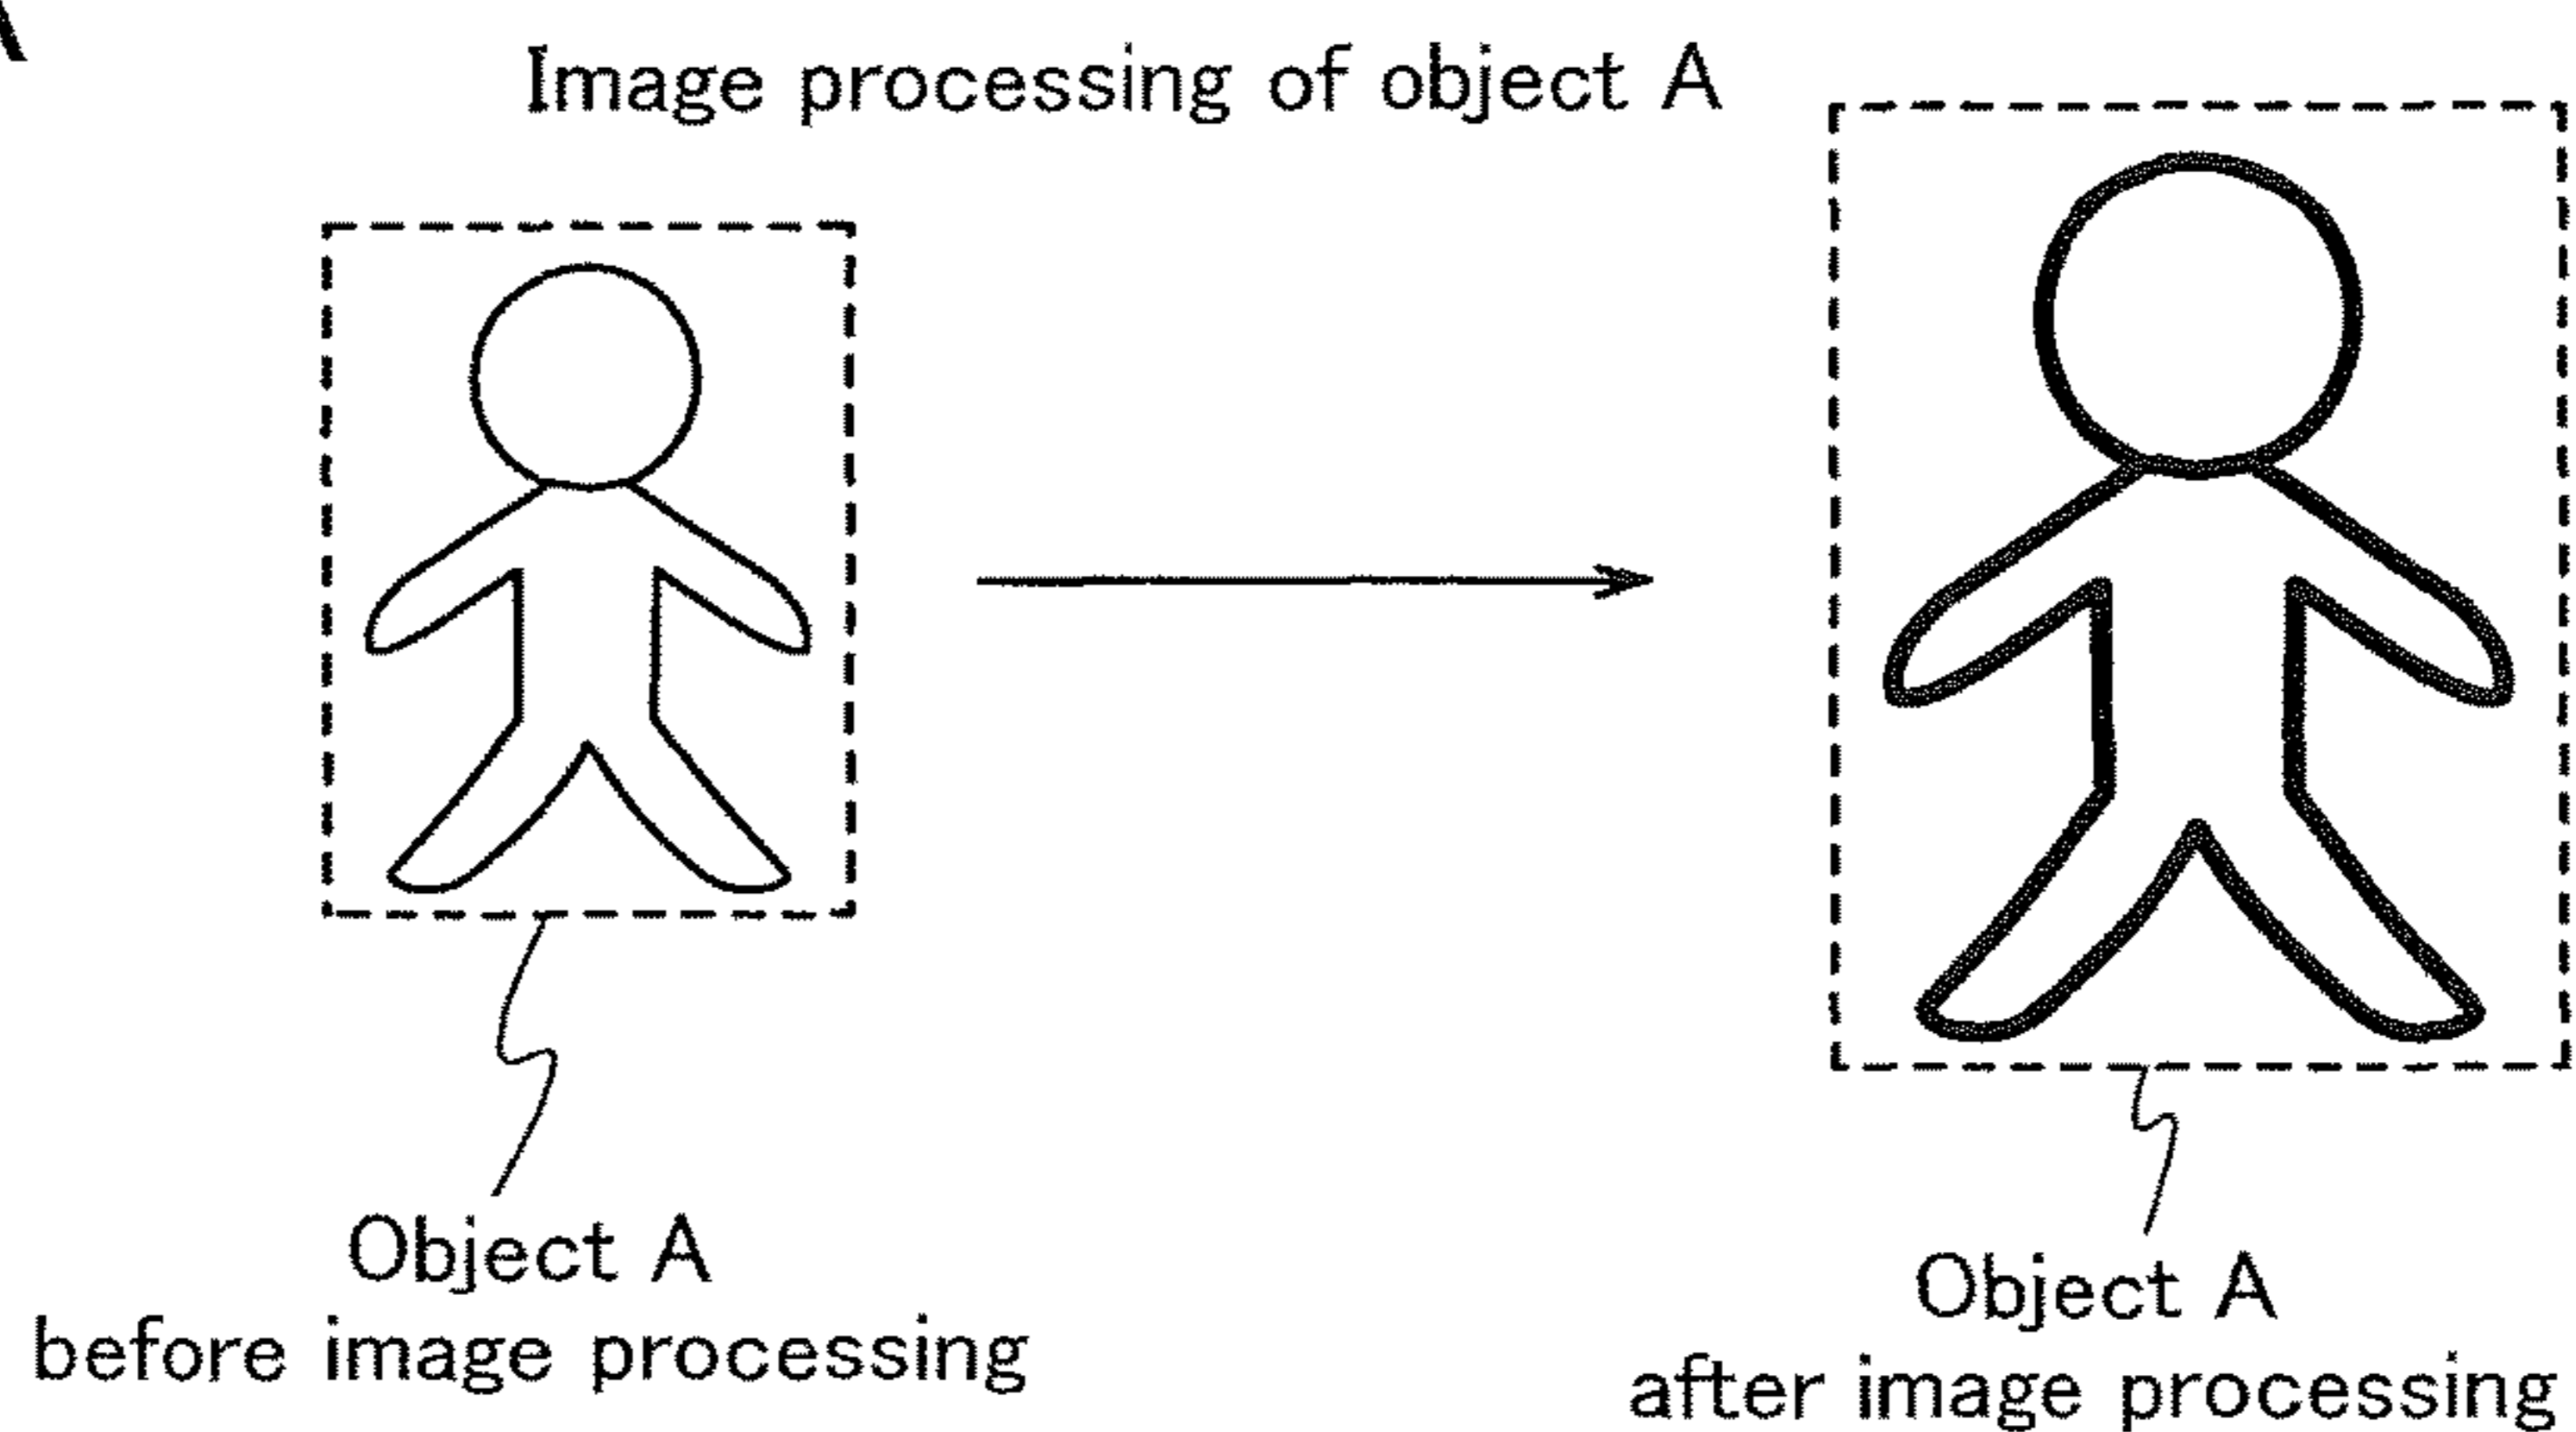 Image processing of object A
Object A
before image processing
Object A
after image processing